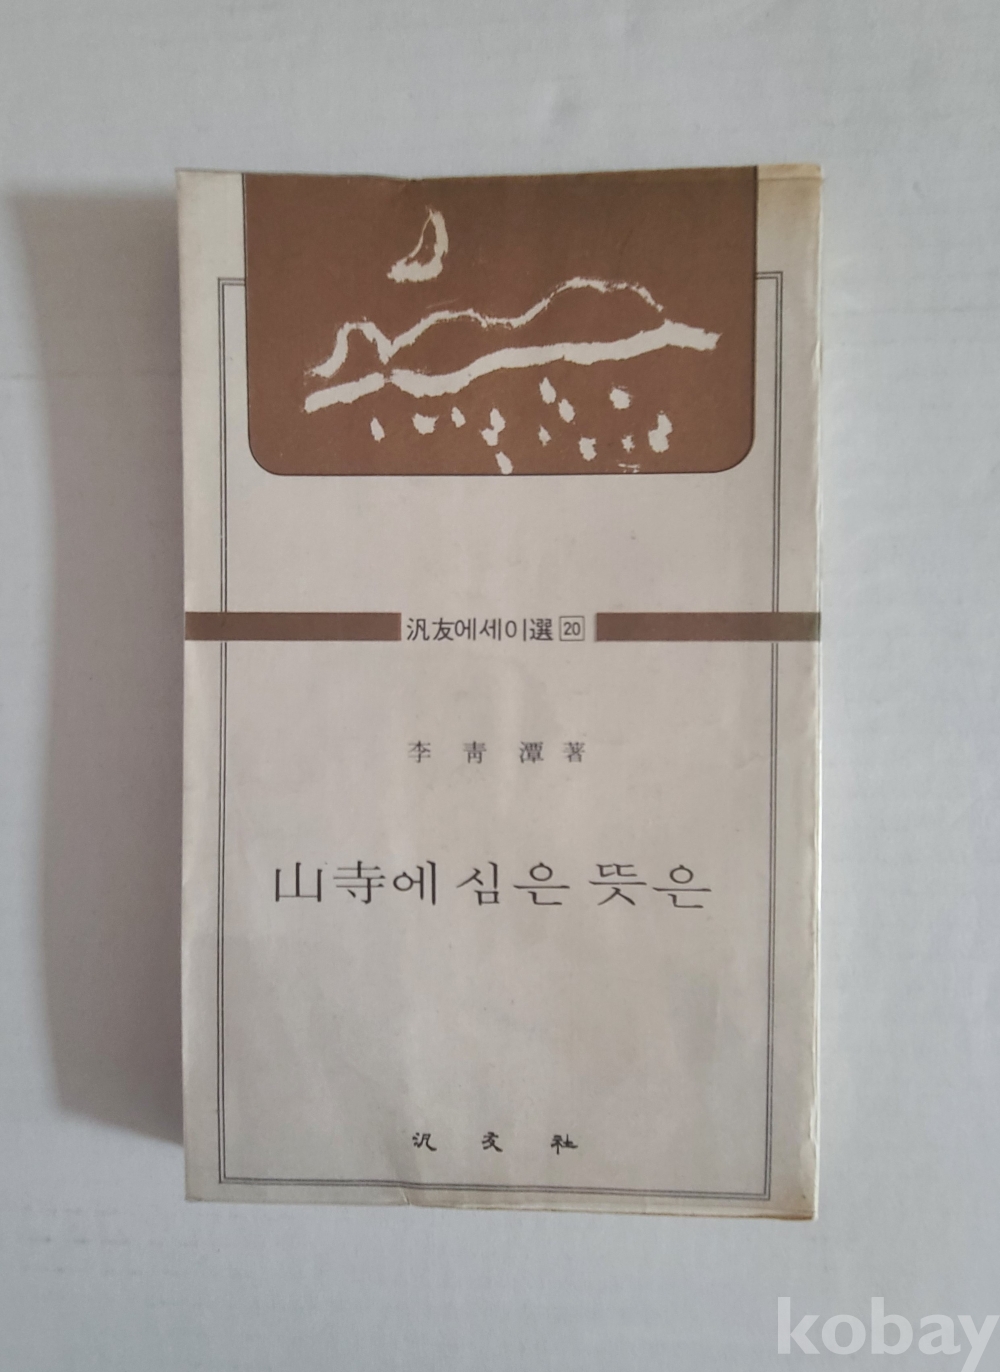 汎友에세이選 20
李靑潭 著
山寺에 심은 뜻은
汎友社
kobay